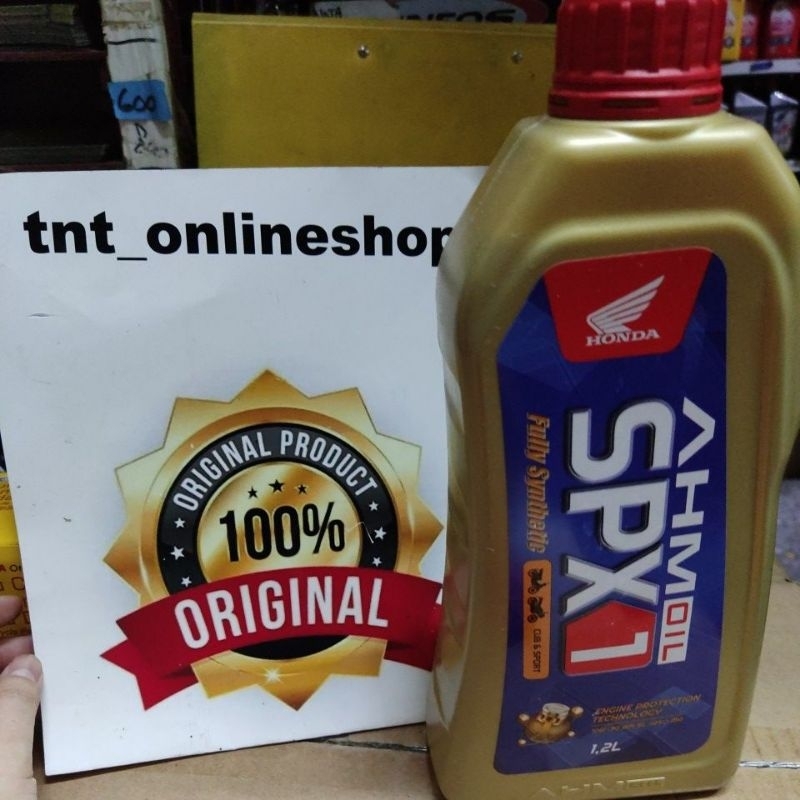 600
tnt_onlineshop
ORIGINAL PRODUCT
100%
ORIGINAL
HONDA
AHM OIL
SPX 1
Fully Synthetic
CUB & SPORT
ENGINE PROTECTION
TECHNOLOGY
1,2L